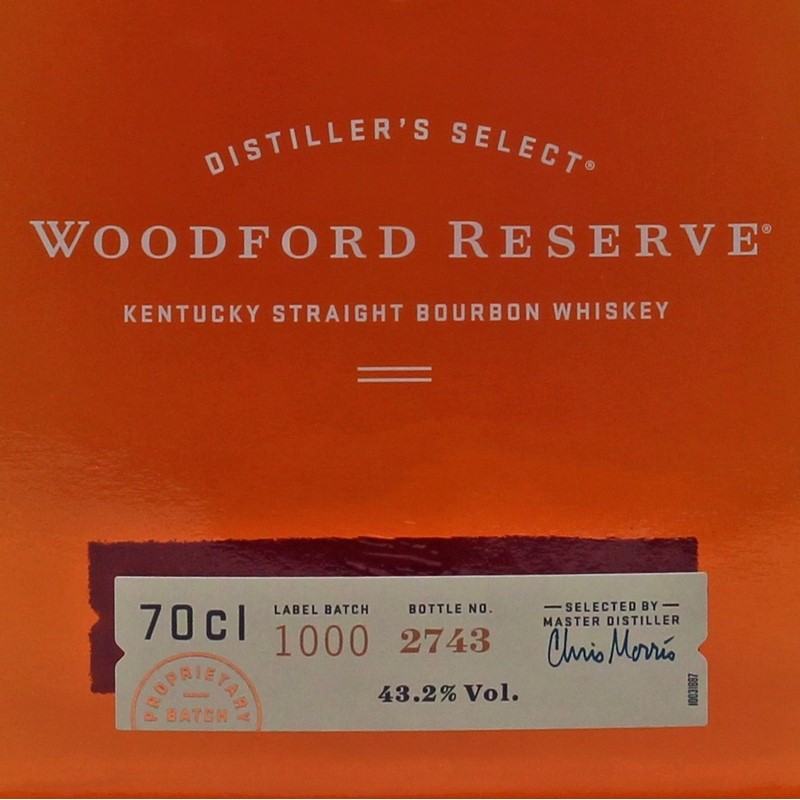 DISTILLER'S SELECT®
WOODFORD RESERVE®
KENTUCKY STRAIGHT BOURBON WHISKEY
70cl
LABEL BATCH
1000
BOTTLE NO.
2743
43.2% Vol.
SELECTED BY
MASTER DISTILLER
Chris Morris
PROPRIETARY
BATCH